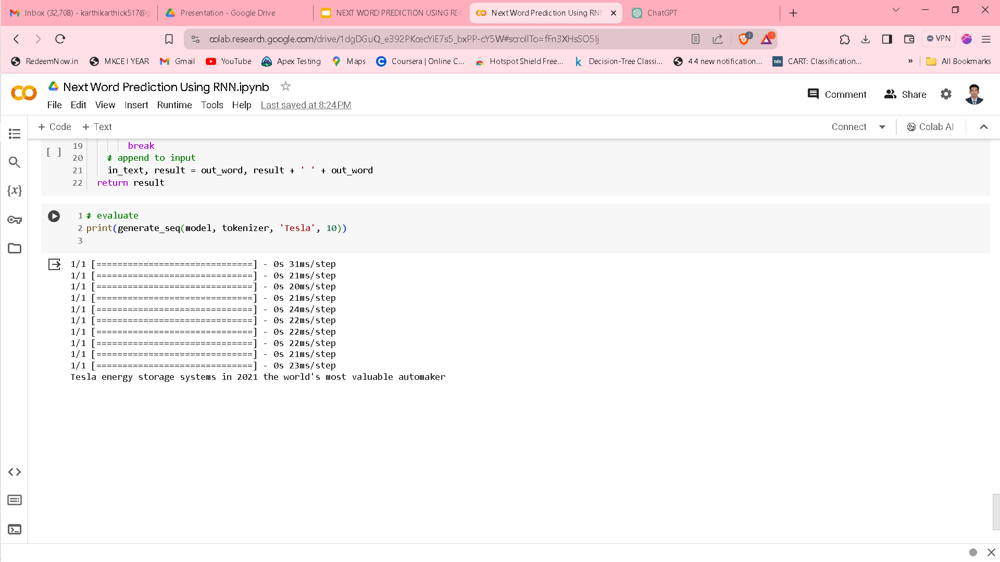 Inbox (32,708) - karthikarthick517@g
Presentation - Google Drive
NEXT WORD PREDICTION USING REC
Next Word Prediction Using RNN
ChatGPT
colab.research.google.com/drive/1dgDGuQ_e392PKcecYiE7s5_bxPP-cY5W#scrollTo=fFn3XHsSO5Ij
2
1
VPN
RedeemNow.in
MKCE I YEAR
Gmail
YouTube
Apex Testing
Maps
Coursera | Online C...
Hotspot Shield Free...
Decision-Tree Classi...
4 4 new notification...
tds
CART: Classification...
»
All Bookmarks
Next Word Prediction Using RNN.ipynb
File Edit View Insert Runtime Tools Help Last saved at 8:24 PM
Comment
Share
+ Code + Text
Connect
Colab AI
[ ]
19 break
20 # append to input
21 in_text, result = out_word, result + ' ' + out_word
22 return result
1 # evaluate
2 print(generate_seq(model, tokenizer, 'Tesla', 10))
3
1/1 [==============================] - 0s 31ms/step
1/1 [==============================] - 0s 21ms/step
1/1 [==============================] - 0s 20ms/step
1/1 [==============================] - 0s 21ms/step
1/1 [==============================] - 0s 24ms/step
1/1 [==============================] - 0s 22ms/step
1/1 [==============================] - 0s 22ms/step
1/1 [==============================] - 0s 22ms/step
1/1 [==============================] - 0s 21ms/step
1/1 [==============================] - 0s 23ms/step
Tesla energy storage systems in 2021 the world's most valuable automaker
{x}